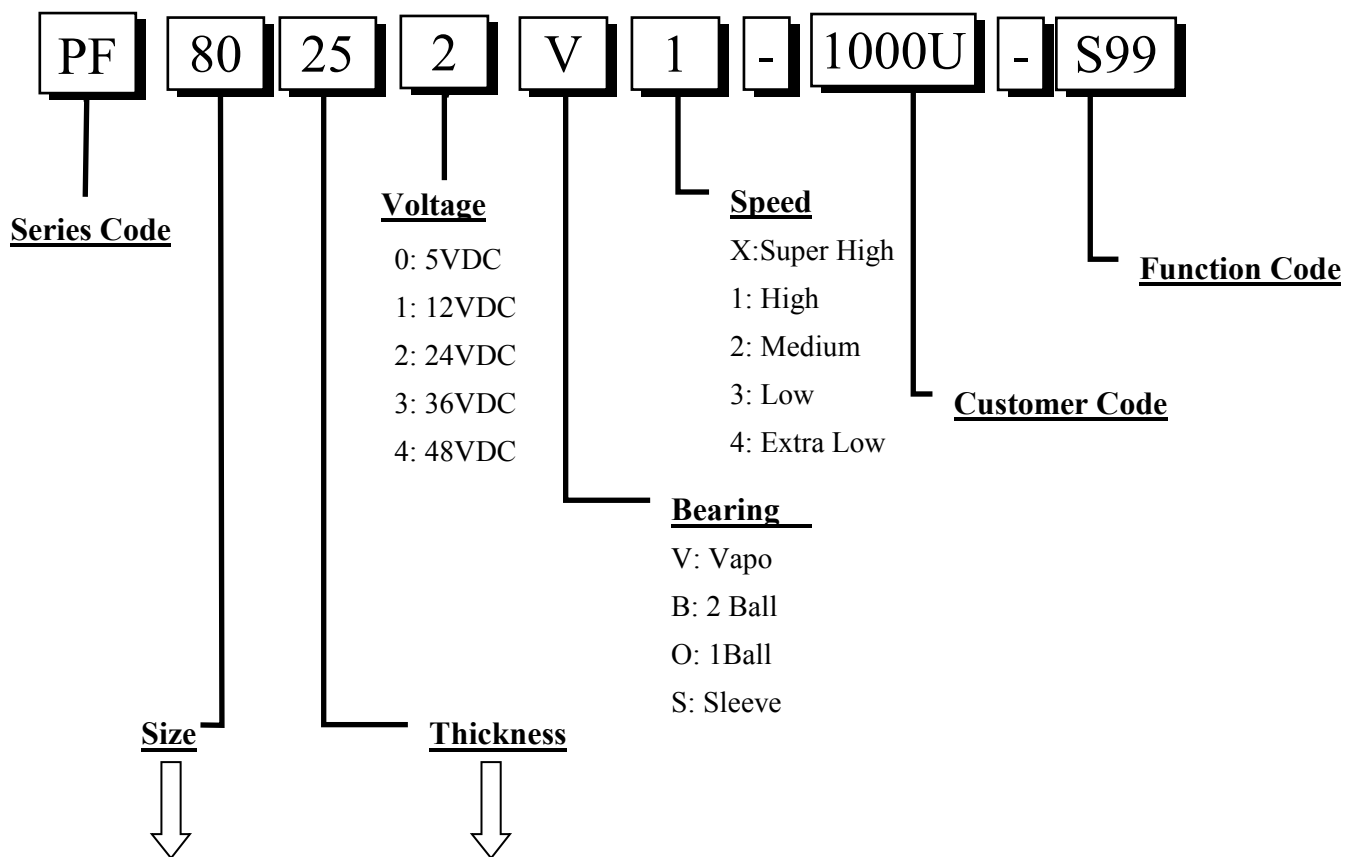 PF 80 25 2 V 1 - 1000U - S99
Series Code
Voltage
0: 5VDC
1: 12VDC
2: 24VDC
3: 36VDC
4: 48VDC
Speed
X:Super High
1: High
2: Medium
3: Low
4: Extra Low
Function Code
Customer Code
Bearing
V: Vapo
B: 2 Ball
O: 1Ball
S: Sleeve
Size
Thickness